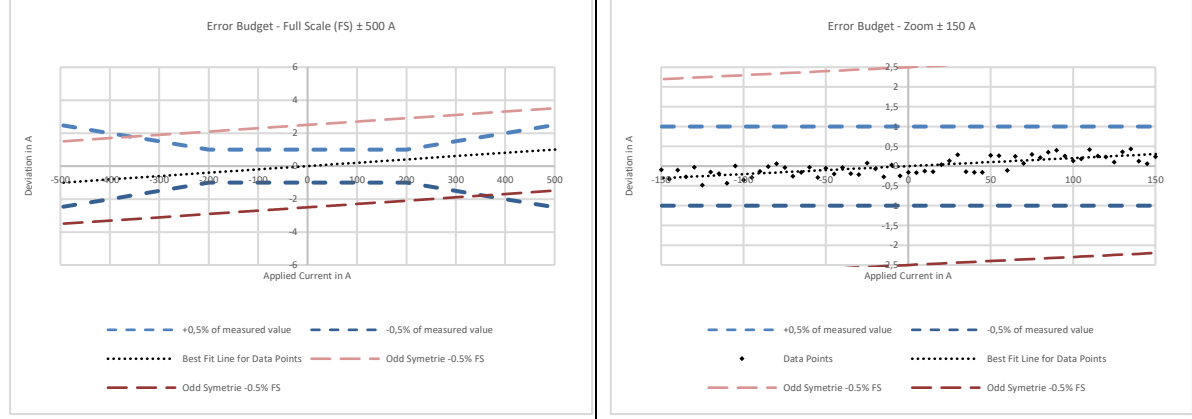 Error Budget - Full Scale (FS) ± 500 A
6
4
2
0
-2
-4
-6
-500 -400 -300 -200 -100 0 100 200 300 400 500
Deviation in A
Applied Current in A
+0,5% of measured value
-0,5% of measured value
Best Fit Line for Data Points
Odd Symetrie -0.5% FS
Odd Symetrie -0.5% FS
Error Budget - Zoom ± 150 A
2,5
2
1,5
1
0,5
0
-0,5
-1
-1,5
-2
-2,5
-150 -100 -50 0 50 100 150
Deviation in A
Applied Current in A
+0,5% of measured value
-0,5% of measured value
Data Points
Best Fit Line for Data Points
Odd Symetrie -0.5% FS
Odd Symetrie -0.5% FS